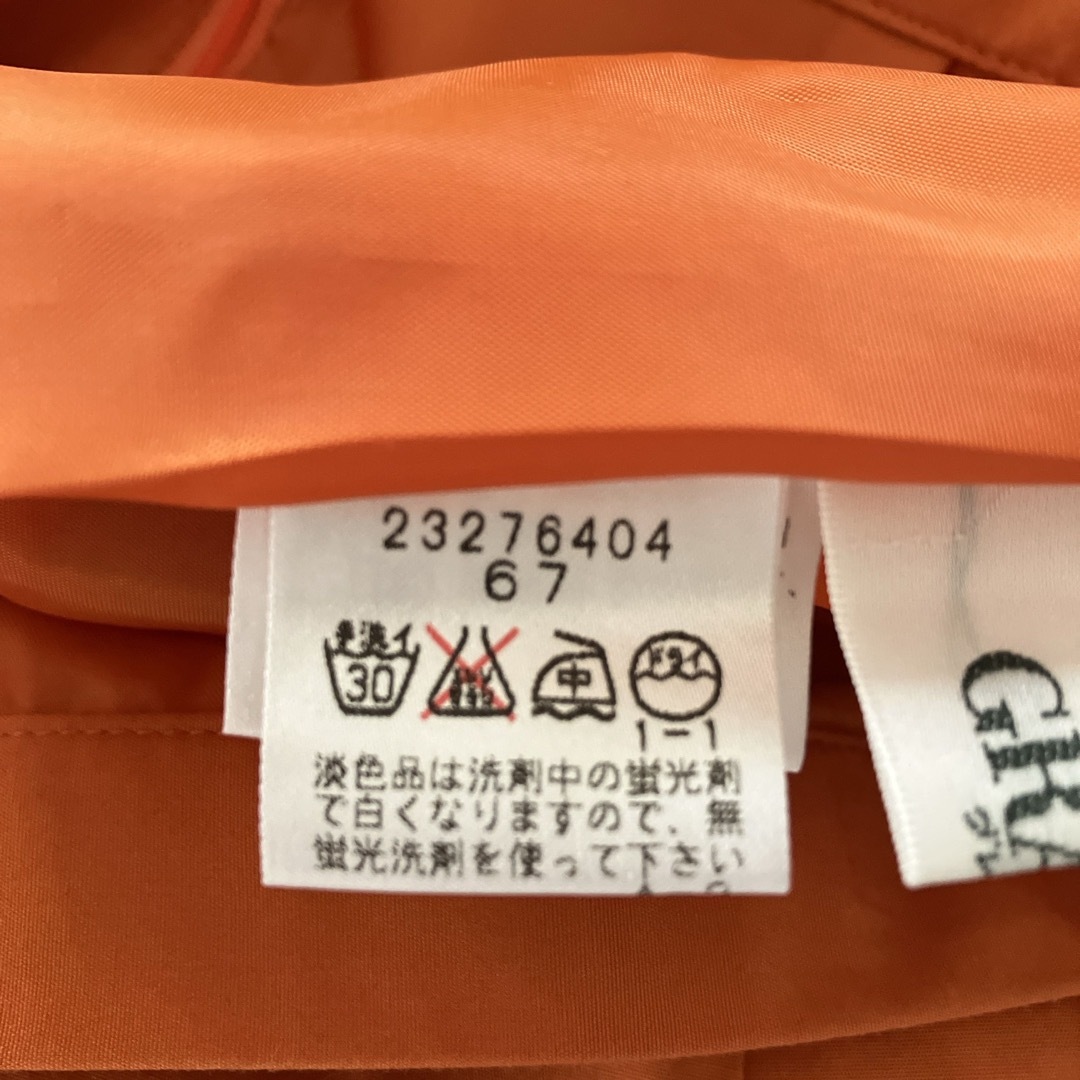 23276404
67
手洗イ
30
中
ドライ
1-1
淡色品は洗剤中の蛍光剤
で白くなりますので、無
蛍光洗剤を使って下さい
GRA